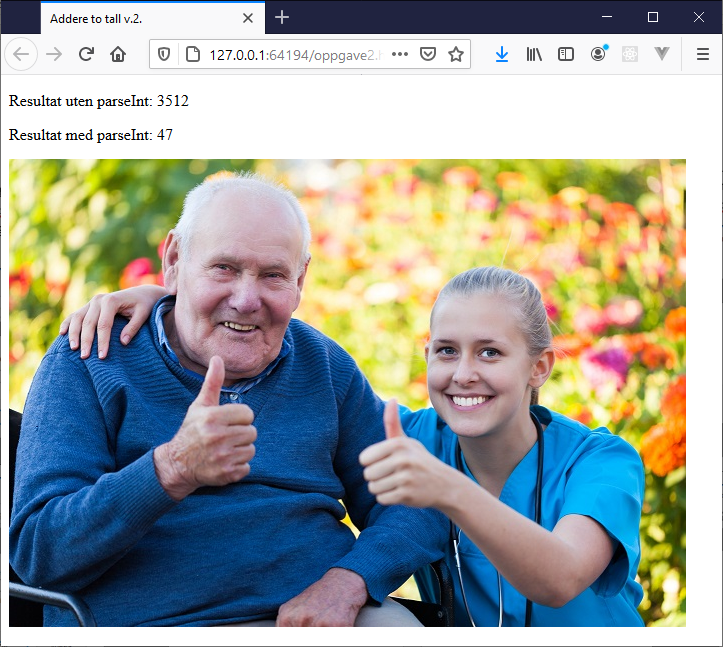 Addere to tall v.2.
127.0.0.1:64194/oppgave2.h
Resultat uten parseInt: 3512
Resultat med parseInt: 47